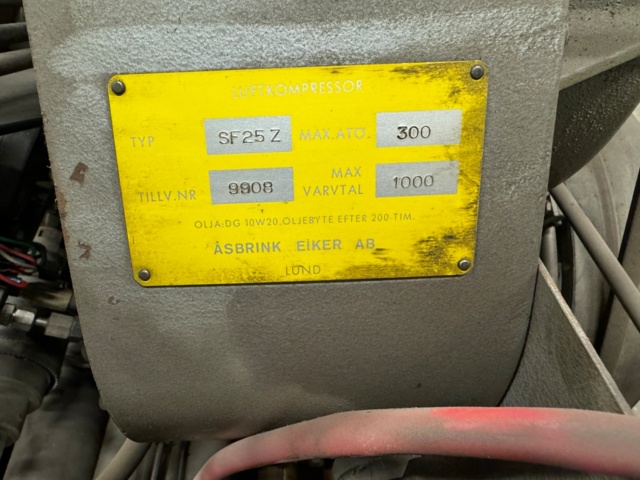 LUFTKOMPRESSOR
TYP SF25 Z MAX.ATÖ. 300
TILLV.NR 9908 MAX VARVTAL 1000
OLJA:DG 10W20.OLJEBYTE EFTER 200 TIM.
ÅSBRINK EIKER AB
LUND